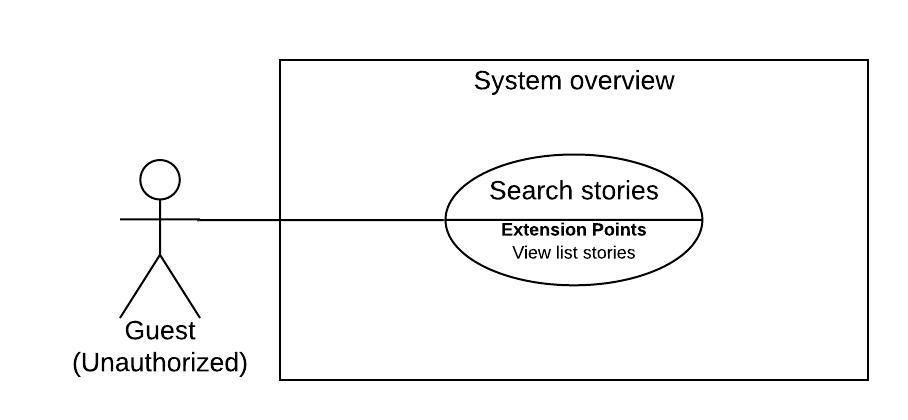 System overview
Search stories
Extension Points
View list stories
Guest
(Unauthorized)